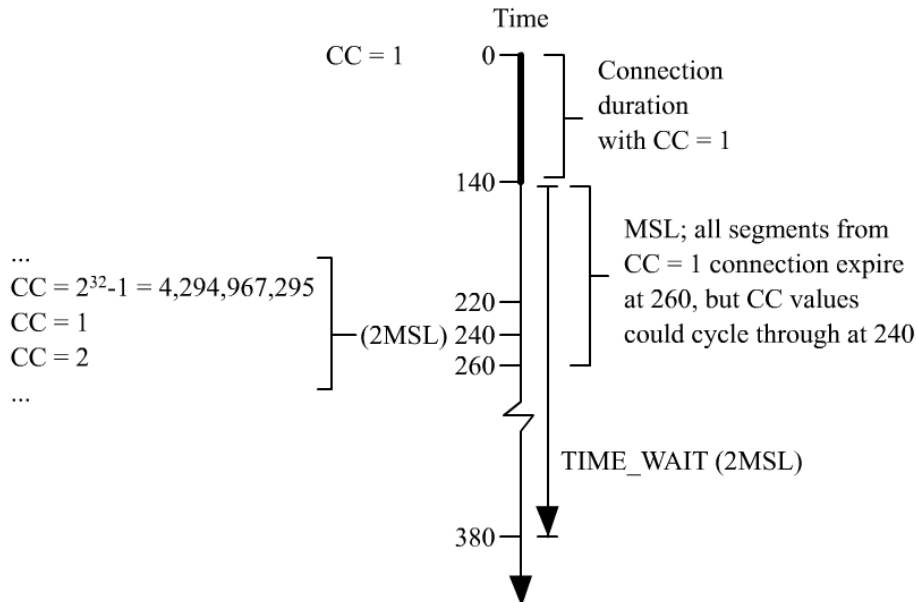 Time
CC = 1
0
Connection
duration
with CC = 1
140
MSL; all segments from
CC = 1 connection expire
at 260, but CC values
could cycle through at 240
...
CC = 2³²-1 = 4,294,967,295
CC = 1
CC = 2
...
(2MSL)
220
240
260
TIME_WAIT (2MSL)
380